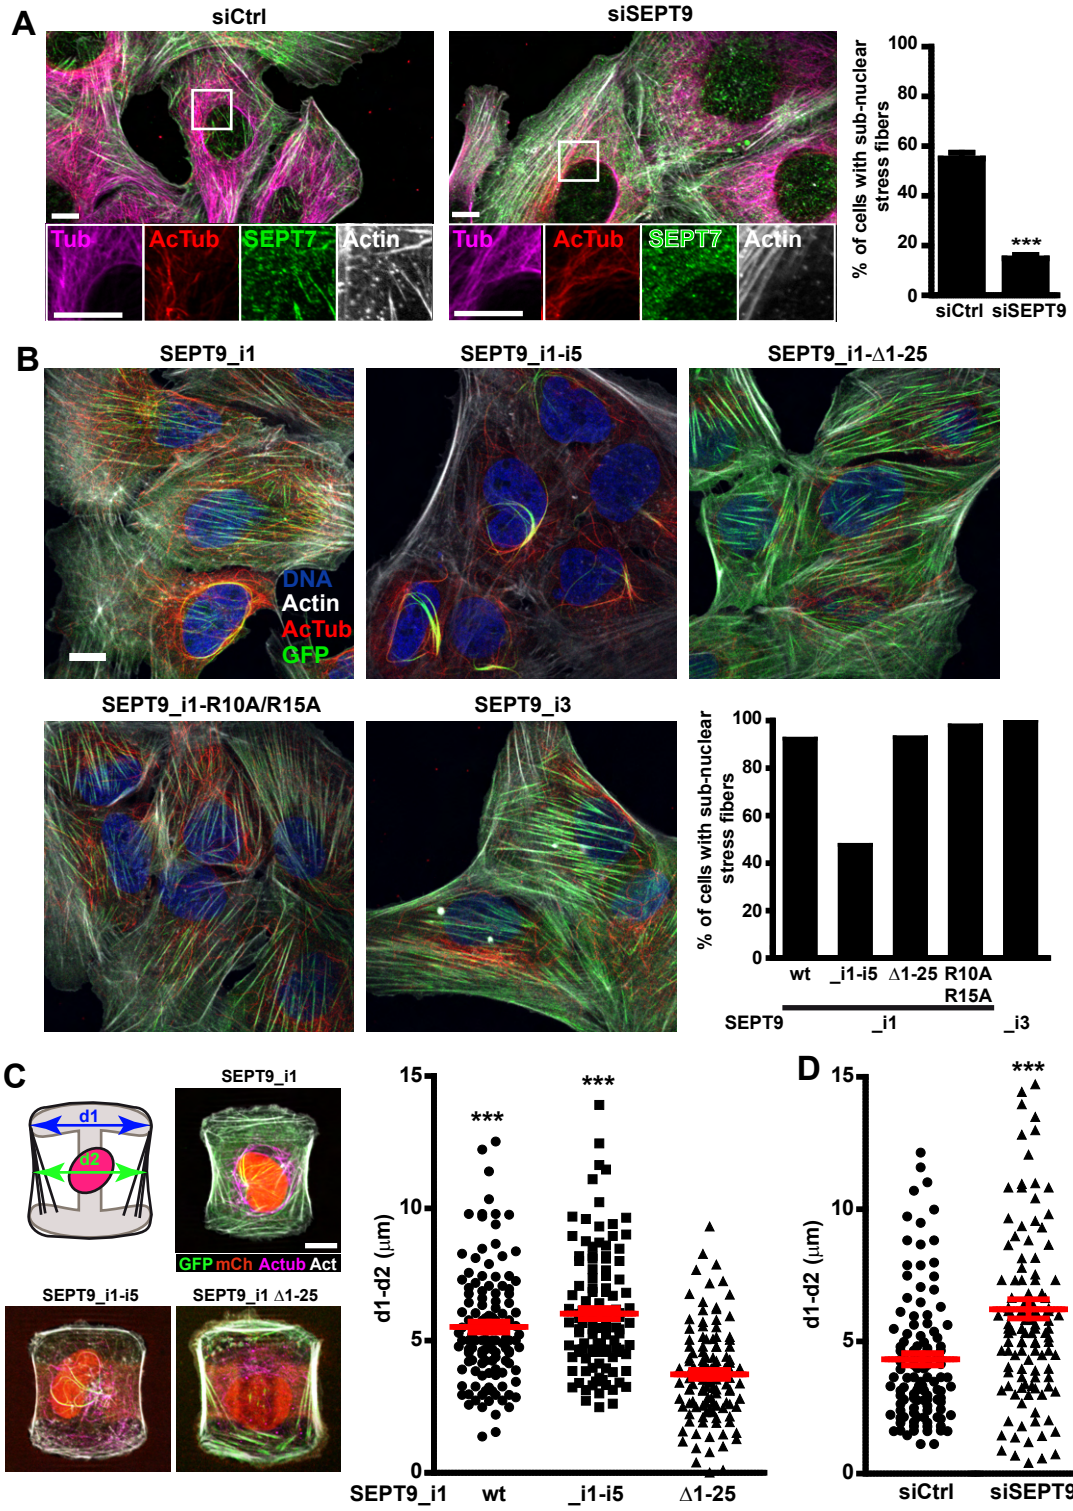 A
siCtrl
siSEPT9
Tub
AcTub
SEPT7
Actin
Tub
AcTub
SEPT7
Actin
% of cells with sub-nuclear
stress fibers
100
80
60
40
20
0
***
siCtrl
siSEPT9
B
SEPT9_i1
SEPT9_i1-i5
SEPT9_i1-Δ1-25
DNA
Actin
AcTub
GFP
SEPT9_i1-R10A/R15A
SEPT9_i3
% of cells with sub-nuclear
stress fibers
100
80
60
40
20
0
wt
_i1-i5
Δ1-25
R10A
R15A
SEPT9
_i1
_i3
C
d1
d2
SEPT9_i1
GFP mCh Actub Act
SEPT9_i1-i5
SEPT9_i1 Δ1-25
d1-d2 (μm)
15
10
5
0
***
***
SEPT9_i1
wt
_i1-i5
Δ1-25
D
d1-d2 (μm)
15
10
5
0
***
siCtrl
siSEPT9